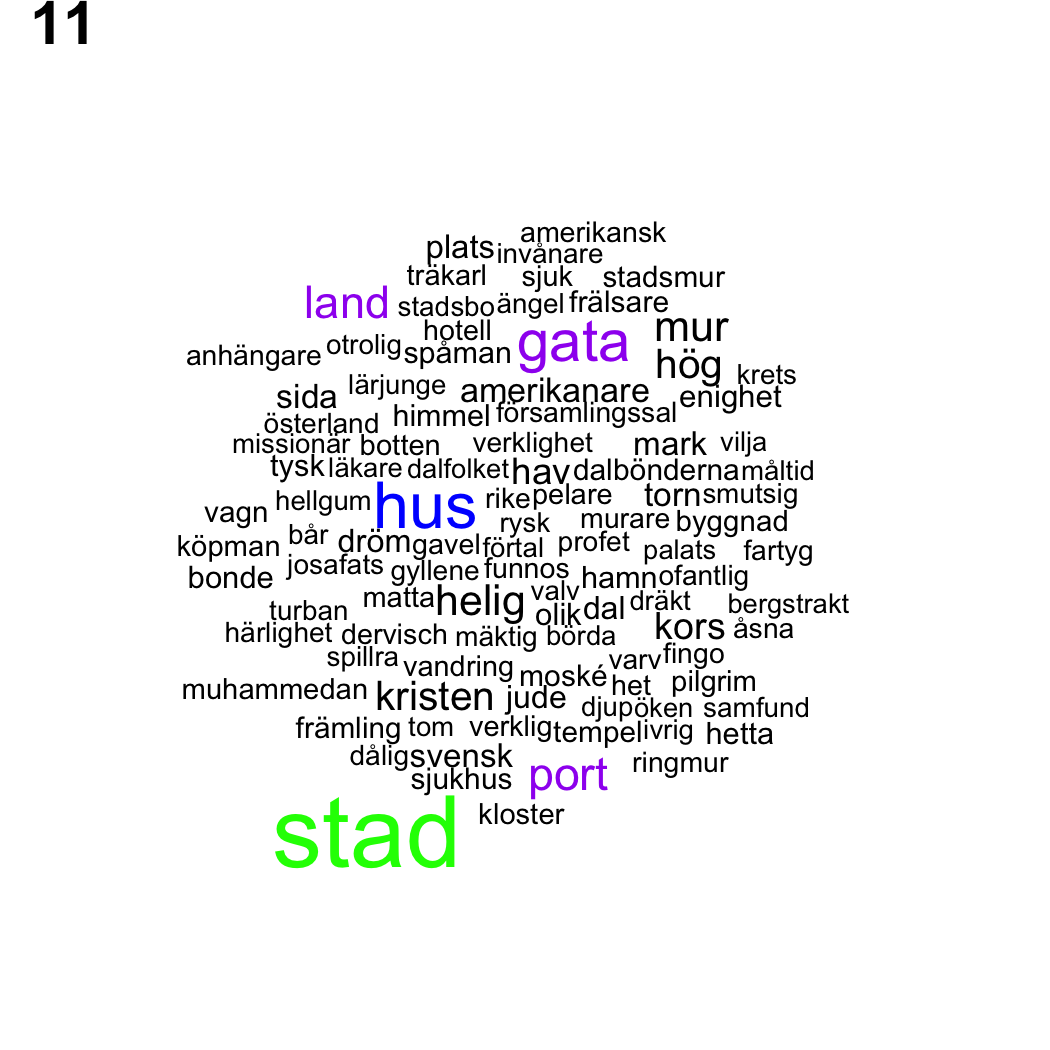 11
amerikansk
plats invånare
träkarl sjuk stadsmur
land stadsbo ängel frälsare
hotell gata mur
anhängare otrolig spåman hög krets
sida lärjunge amerikanare enighet
österland himmel församlingssal
missionär botten verklighet mark vilja
tysk läkare dalfolket hav dalbönderna måltid
vagn hellgum hus rike pelare torn smutsig
bår rysk murare byggnad
köpman dröm gavel förtal profet palats fartyg
bonde josafats gyllene funnos hamn ofantlig
turban matta helig valv olik dal dräkt bergstrakt
härlighet dervisch mäktig börda kors åsna
spillra vandring moské varv fingo
muhammedan kristen jude het pilgrim
djup öken samfund
främling tom verklig tempel ivrig hetta
dålig svensk ringmur
sjukhus port
stad kloster